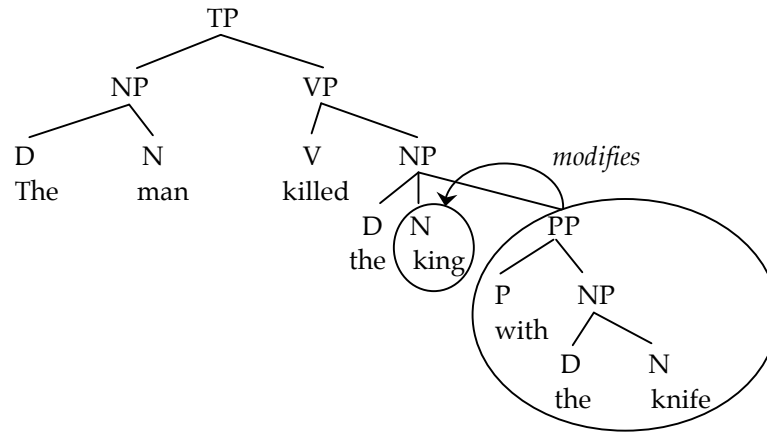 TP
NP VP
D N V NP modifies
The man killed
D N PP
the king
P NP
with
D N
the knife